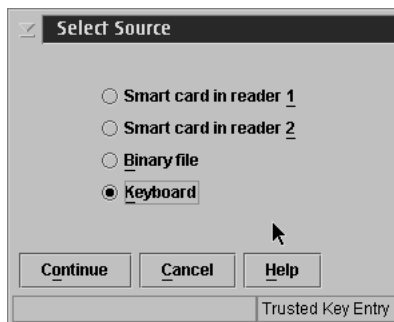 Select Source
Smart card in reader 1
Smart card in reader 2
Binary file
Keyboard
Continue Cancel Help
Trusted Key Entry